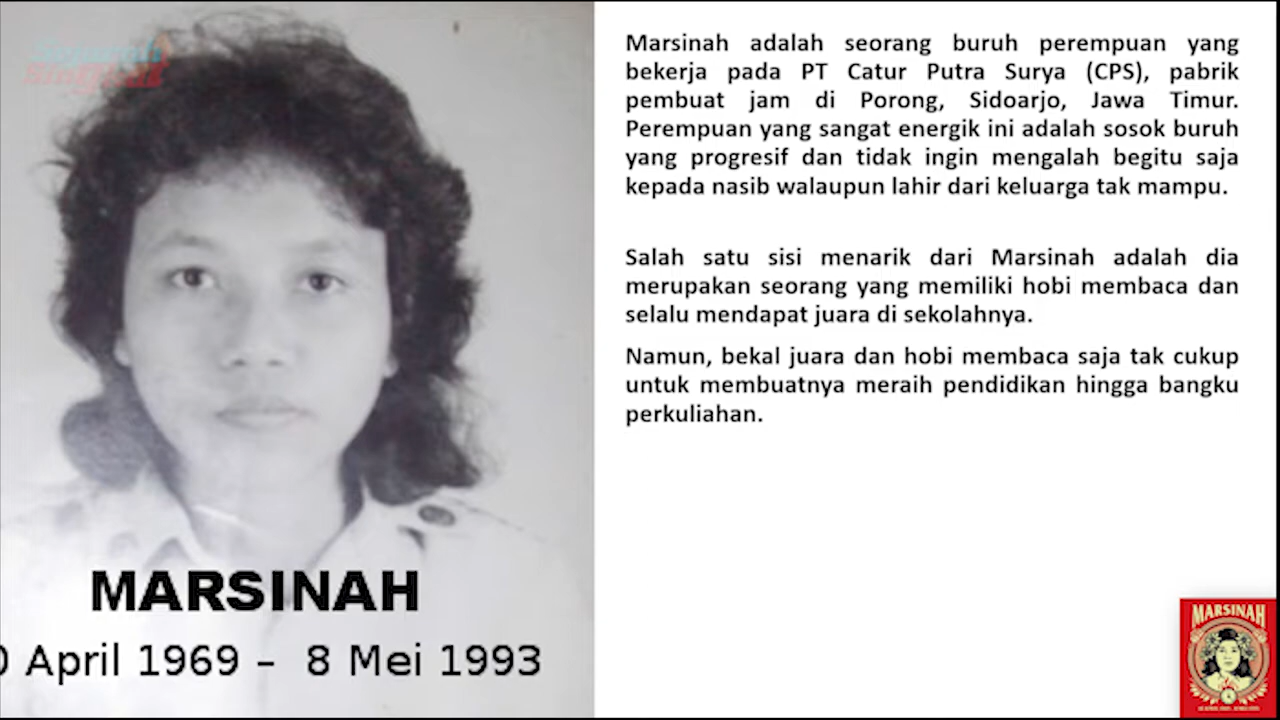 Marsinah adalah seorang buruh perempuan yang
bekerja pada PT Catur Putra Surya (CPS), pabrik
pembuat jam di Porong, Sidoarjo, Jawa Timur.
Perempuan yang sangat energik ini adalah sosok buruh
yang progresif dan tidak ingin mengalah begitu saja
kepada nasib walaupun lahir dari keluarga tak mampu.
Salah satu sisi menarik dari Marsinah adalah dia
merupakan seorang yang memiliki hobi membaca dan
selalu mendapat juara di sekolahnya.
Namun, bekal juara dan hobi membaca saja tak cukup
untuk membuatnya meraih pendidikan hingga bangku
perkuliahan.
MARSINAH
0 April 1969 – 8 Mei 1993
MARSINAH